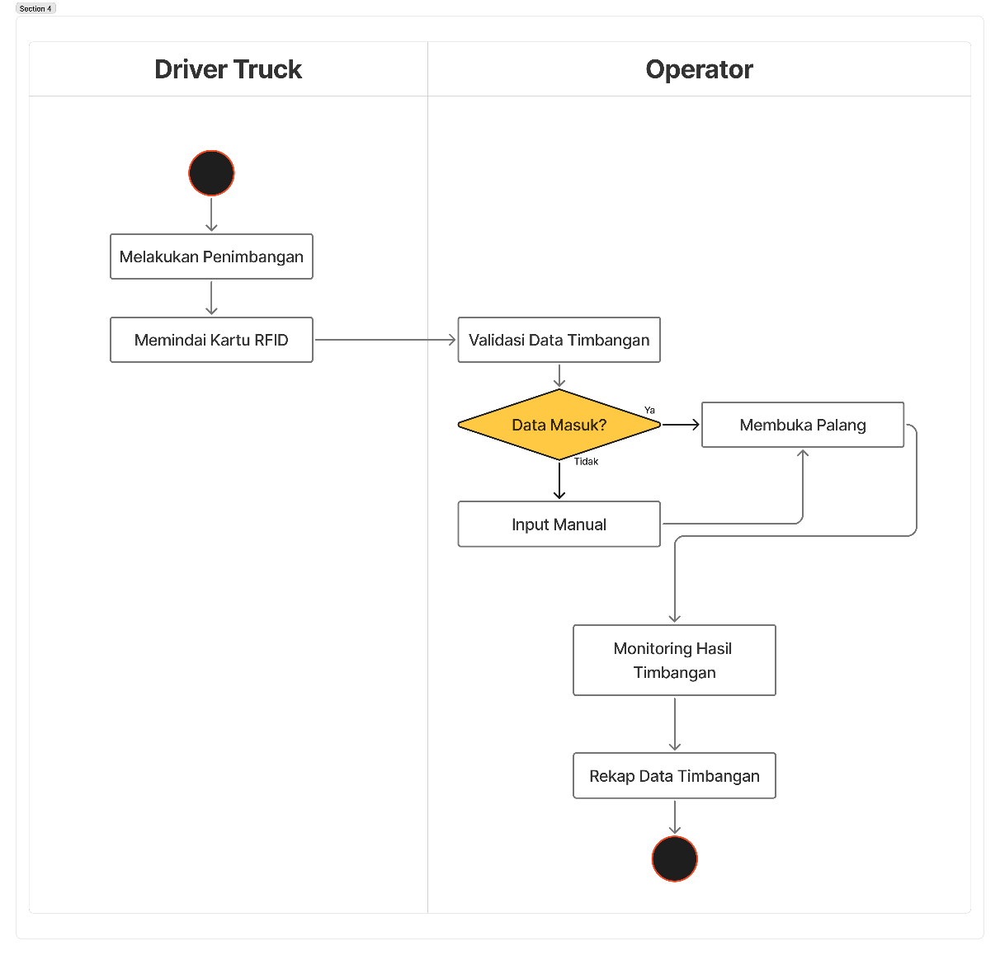 Section 4
Driver Truck
Operator
Melakukan Penimbangan
Memindai Kartu RFID
Validasi Data Timbangan
Data Masuk?
Ya
Membuka Palang
Tidak
Input Manual
Monitoring Hasil
Timbangan
Rekap Data Timbangan